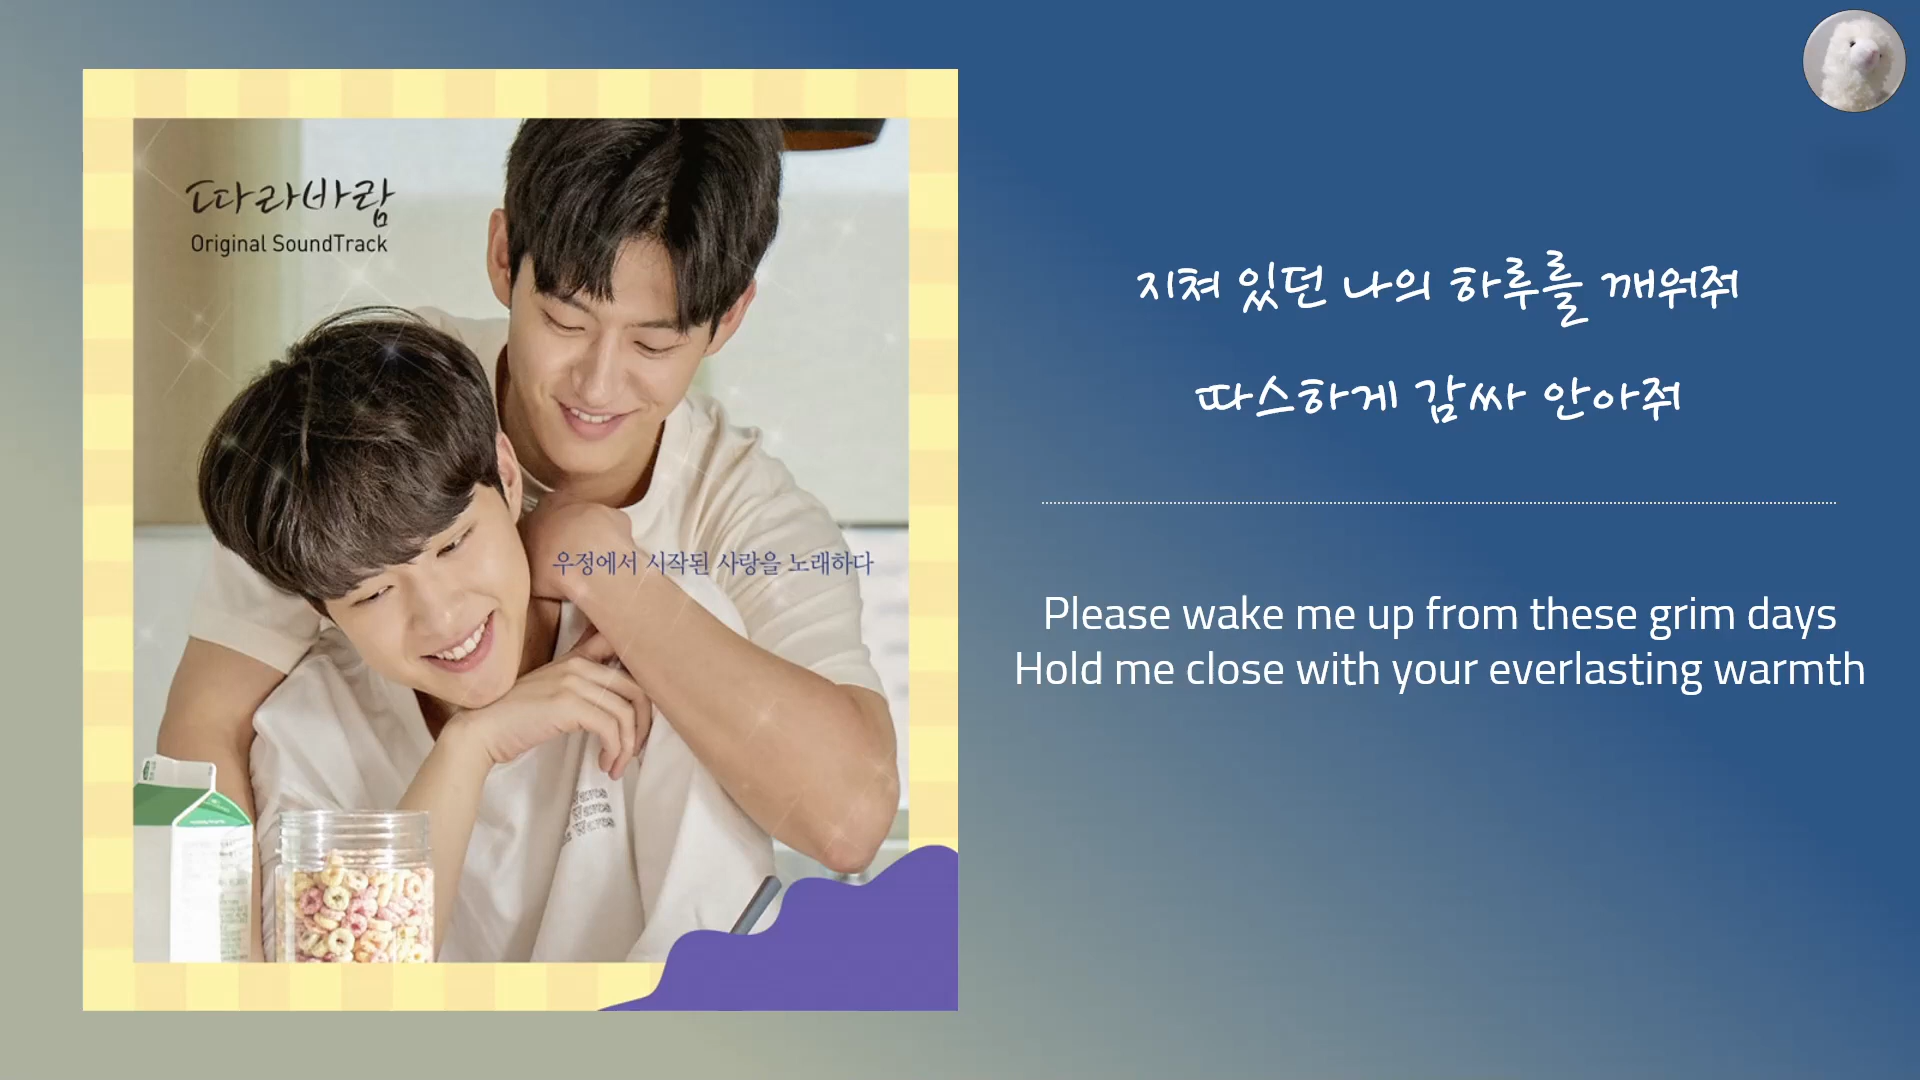 따라바람
Original SoundTrack
우정에서 시작된 사랑을 노래하다
지쳐 있던 나의 하루를 깨워줘
따스하게 감싸 안아줘
Please wake me up from these grim days
Hold me close with your everlasting warmth